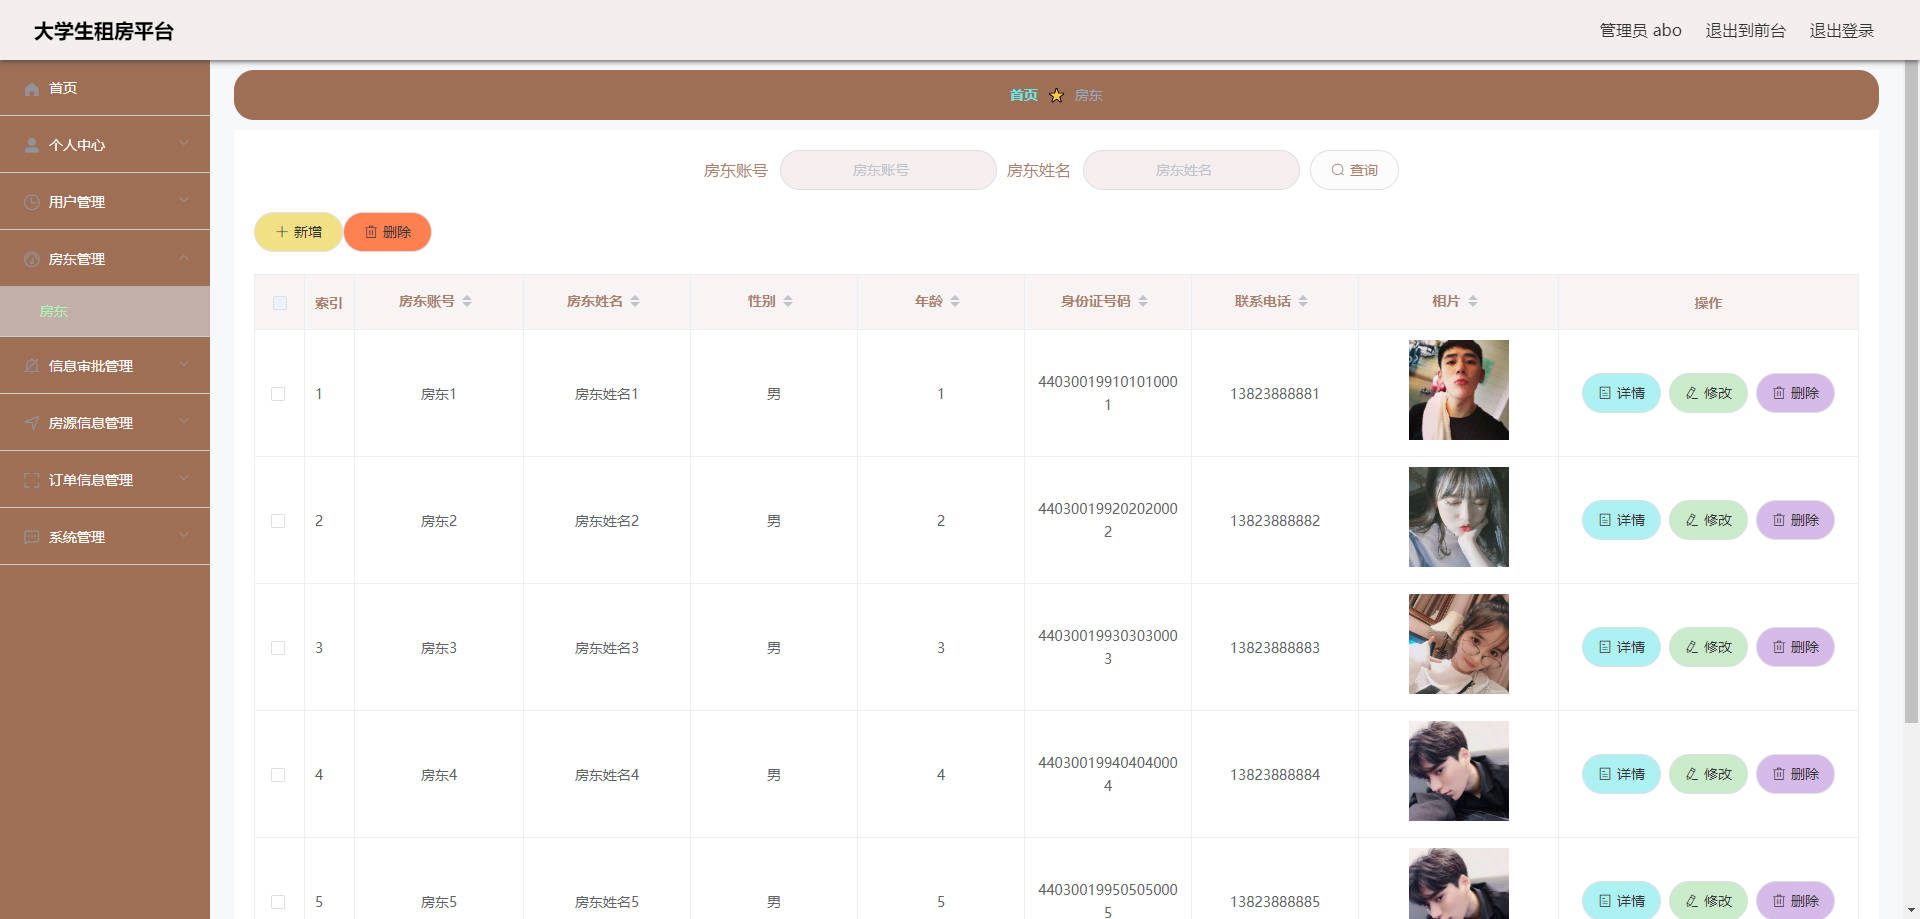 大学生租房平台
管理员 abo 退出到前台 退出登录
首页
个人中心
用户管理
房东管理
房东
信息审批管理
房源信息管理
订单信息管理
系统管理
首页 房东
房东账号 房东账号 房东姓名 房东姓名 查询
新增 删除
索引 房东账号 房东姓名 性别 年龄 身份证号码 联系电话 相片 操作
1 房东1 房东姓名1 男 1 44030019910101000
1 13823888881 详情 修改 删除
2 房东2 房东姓名2 男 2 44030019920202000
2 13823888882 详情 修改 删除
3 房东3 房东姓名3 男 3 44030019930303000
3 13823888883 详情 修改 删除
4 房东4 房东姓名4 男 4 44030019940404000
4 13823888884 详情 修改 删除
5 房东5 房东姓名5 男 5 44030019950505000
5 13823888885 详情 修改 删除